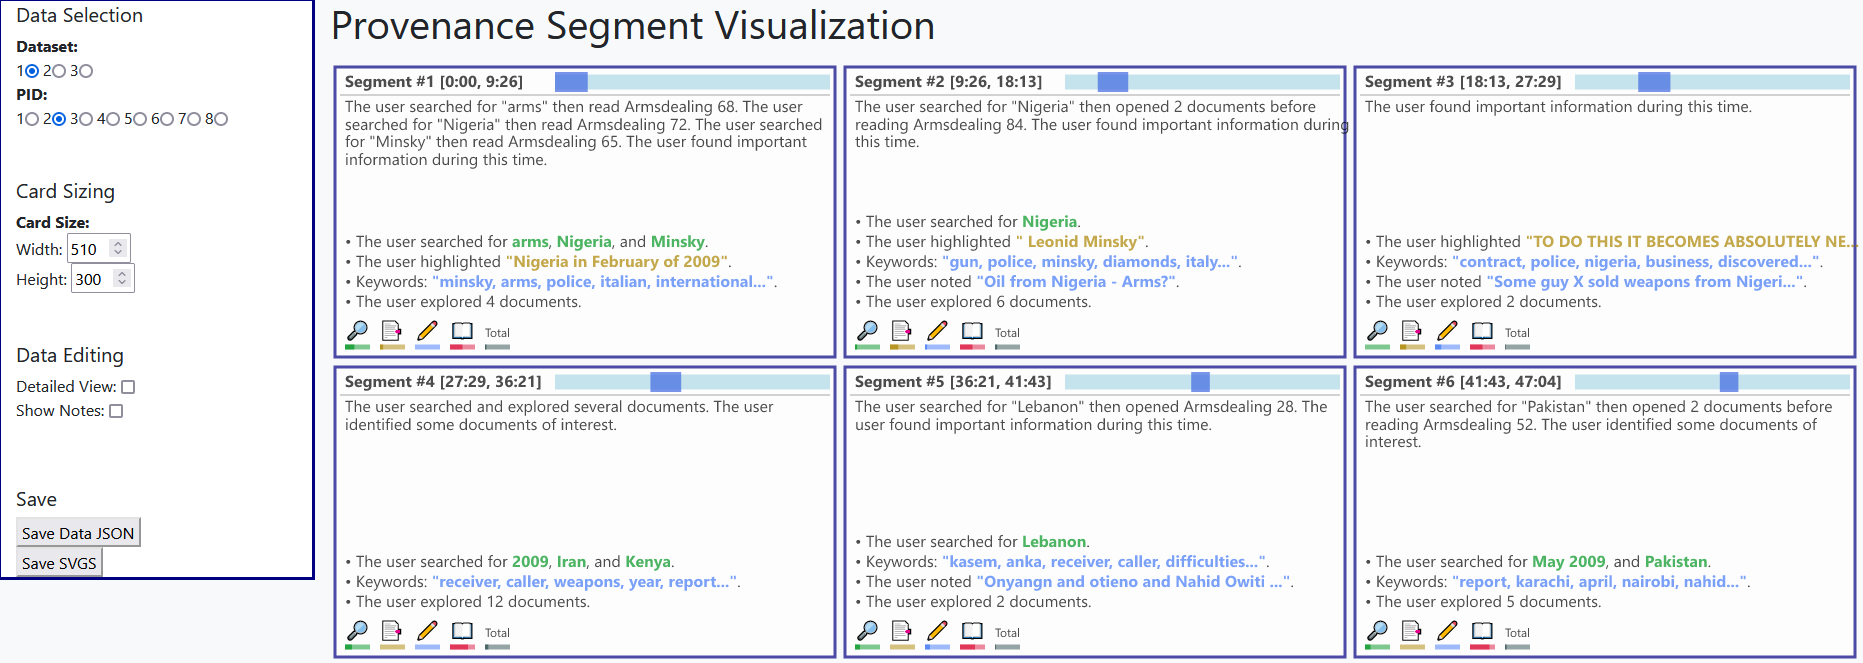 Data Selection
Dataset:
1 2 3
PID:
1 2 3 4 5 6 7 8
Card Sizing
Card Size:
Width: 510
Height: 300
Data Editing
Detailed View:
Show Notes:
Save
Save Data JSON
Save SVGS
Provenance Segment Visualization
Segment #1 [0:00, 9:26]
The user searched for "arms" then read Armsdealing 68. The user
searched for "Nigeria" then read Armsdealing 72. The user searched
for "Minsky" then read Armsdealing 65. The user found important
information during this time.
• The user searched for arms, Nigeria, and Minsky.
• The user highlighted "Nigeria in February of 2009".
• Keywords: "minsky, arms, police, italian, international...".
• The user explored 4 documents.
Total
Segment #2 [9:26, 18:13]
The user searched for "Nigeria" then opened 2 documents before
reading Armsdealing 84. The user found important information during
this time.
• The user searched for Nigeria.
• The user highlighted " Leonid Minsky".
• Keywords: "gun, police, minsky, diamonds, italy...".
• The user noted "Oil from Nigeria - Arms?".
• The user explored 6 documents.
Total
Segment #3 [18:13, 27:29]
The user found important information during this time.
• The user highlighted "TO DO THIS IT BECOMES ABSOLUTELY NE...
• Keywords: "contract, police, nigeria, business, discovered...".
• The user noted "Some guy X sold weapons from Nigeri...".
• The user explored 2 documents.
Total
Segment #4 [27:29, 36:21]
The user searched and explored several documents. The user
identified some documents of interest.
• The user searched for 2009, Iran, and Kenya.
• Keywords: "receiver, caller, weapons, year, report...".
• The user explored 12 documents.
Total
Segment #5 [36:21, 41:43]
The user searched for "Lebanon" then opened Armsdealing 28. The
user found important information during this time.
• The user searched for Lebanon.
• Keywords: "kasem, anka, receiver, caller, difficulties...".
• The user noted "Onyangn and otieno and Nahid Owiti ...".
• The user explored 2 documents.
Total
Segment #6 [41:43, 47:04]
The user searched for "Pakistan" then opened 2 documents before
reading Armsdealing 52. The user identified some documents of
interest.
• The user searched for May 2009, and Pakistan.
• Keywords: "report, karachi, april, nairobi, nahid...".
• The user explored 5 documents.
Total